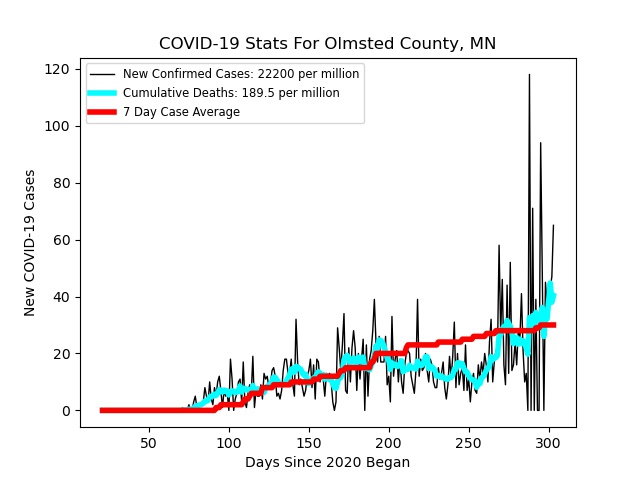 COVID-19 Stats For Olmsted County, MN
New Confirmed Cases: 22200 per million
Cumulative Deaths: 189.5 per million
7 Day Case Average
New COVID-19 Cases
120
100
80
60
40
20
0
50 100 150 200 250 300
Days Since 2020 Began